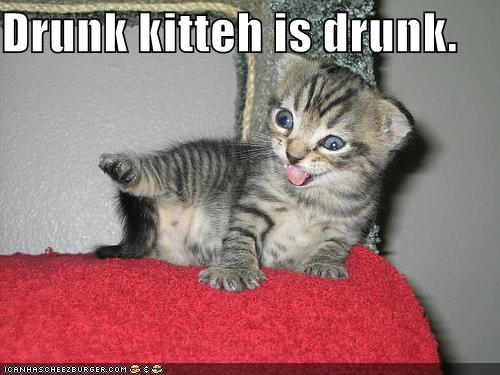 Drunk kitteh is drunk.
ICANHASCHEEZBURGER.COM